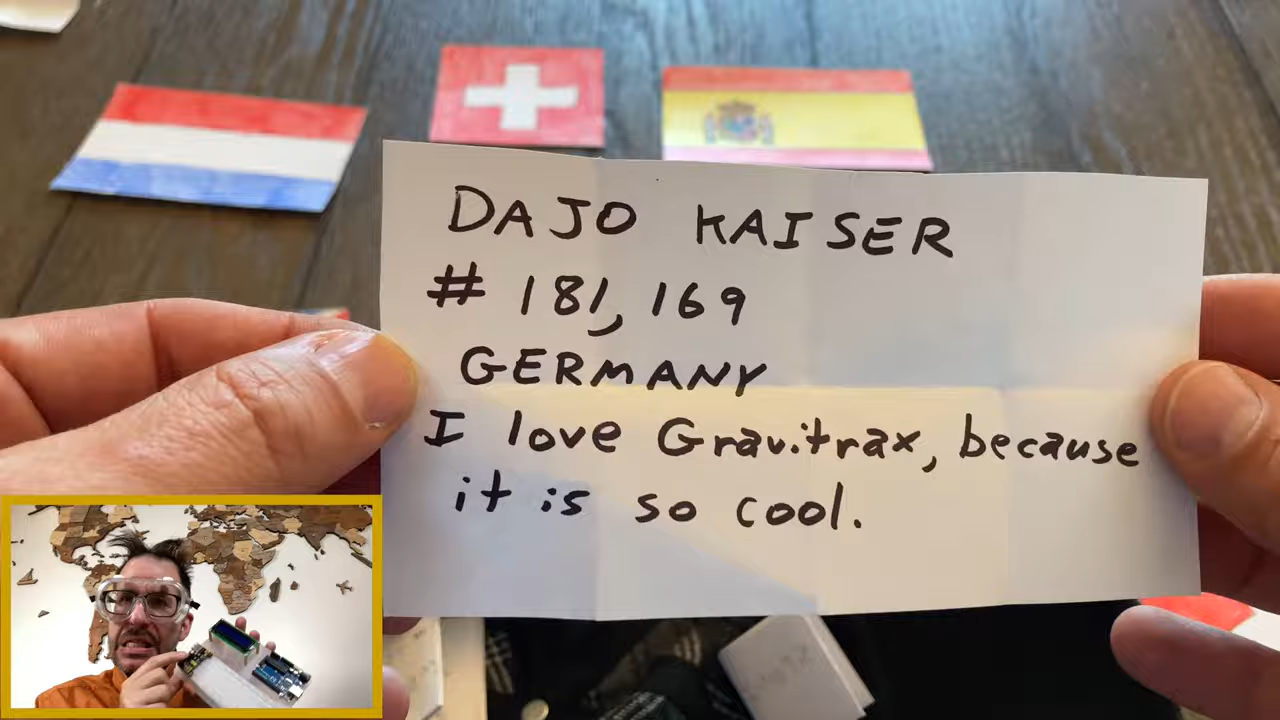 DAJO KAISER
# 181,169
GERMANY
I love Gravitrax, because
it is so cool.